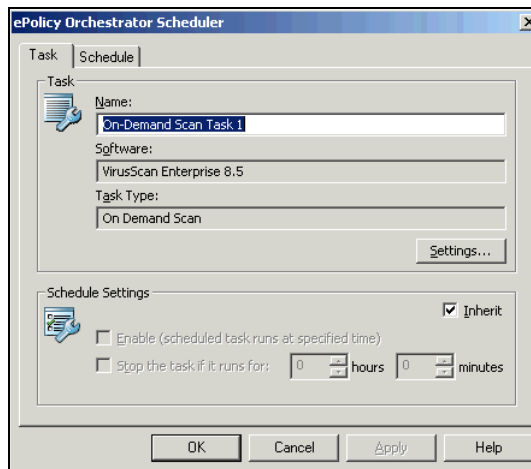 ePolicy Orchestrator Scheduler
Task Schedule
Task
Name:
On-Demand Scan Task 1
Software:
VirusScan Enterprise 8.5
Task Type:
On Demand Scan
Settings...
Schedule Settings
Inherit
Enable (scheduled task runs at specified time)
Stop the task if it runs for: 0 hours 0 minutes
OK Cancel Apply Help